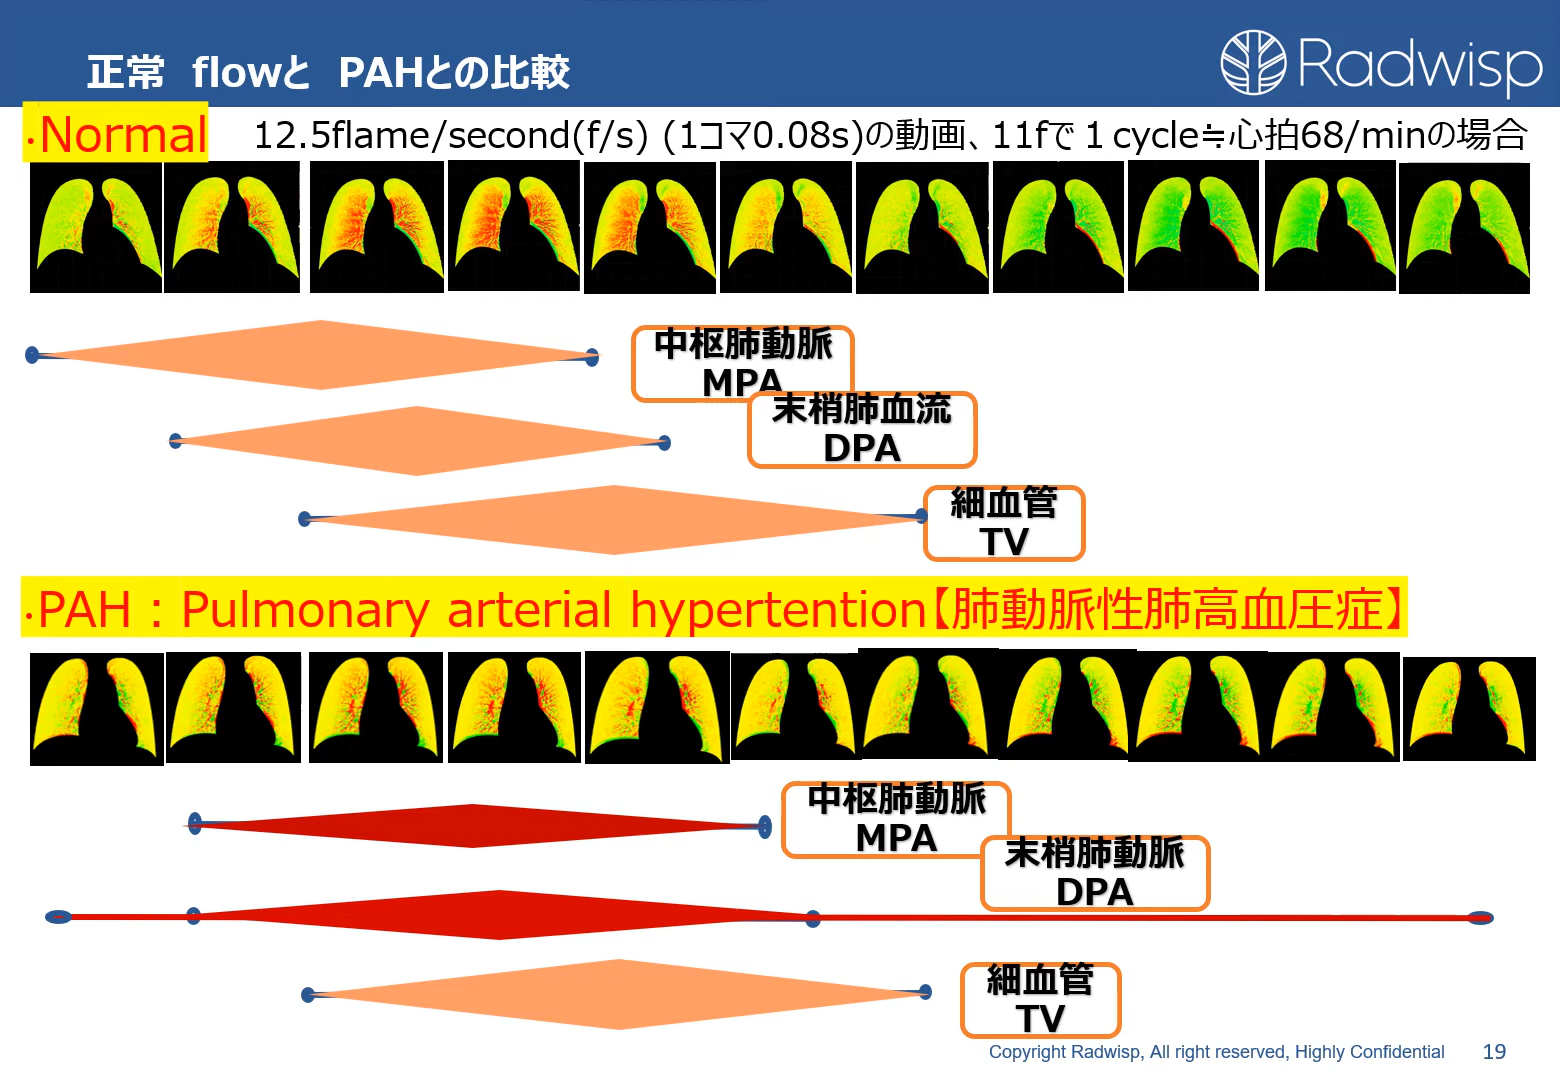 正常 flowと PAHとの比較
Radwisp
・Normal
12.5flame/second(f/s) (1コマ0.08s)の動画、11fで１cycle≒心拍68/minの場合
中枢肺動脈
MPA
末梢肺血流
DPA
細血管
TV
・PAH：Pulmonary arterial hypertention【肺動脈性肺高血圧症】
中枢肺動脈
MPA
末梢肺動脈
DPA
細血管
TV
Copyright Radwisp, All right reserved, Highly Confidential
19